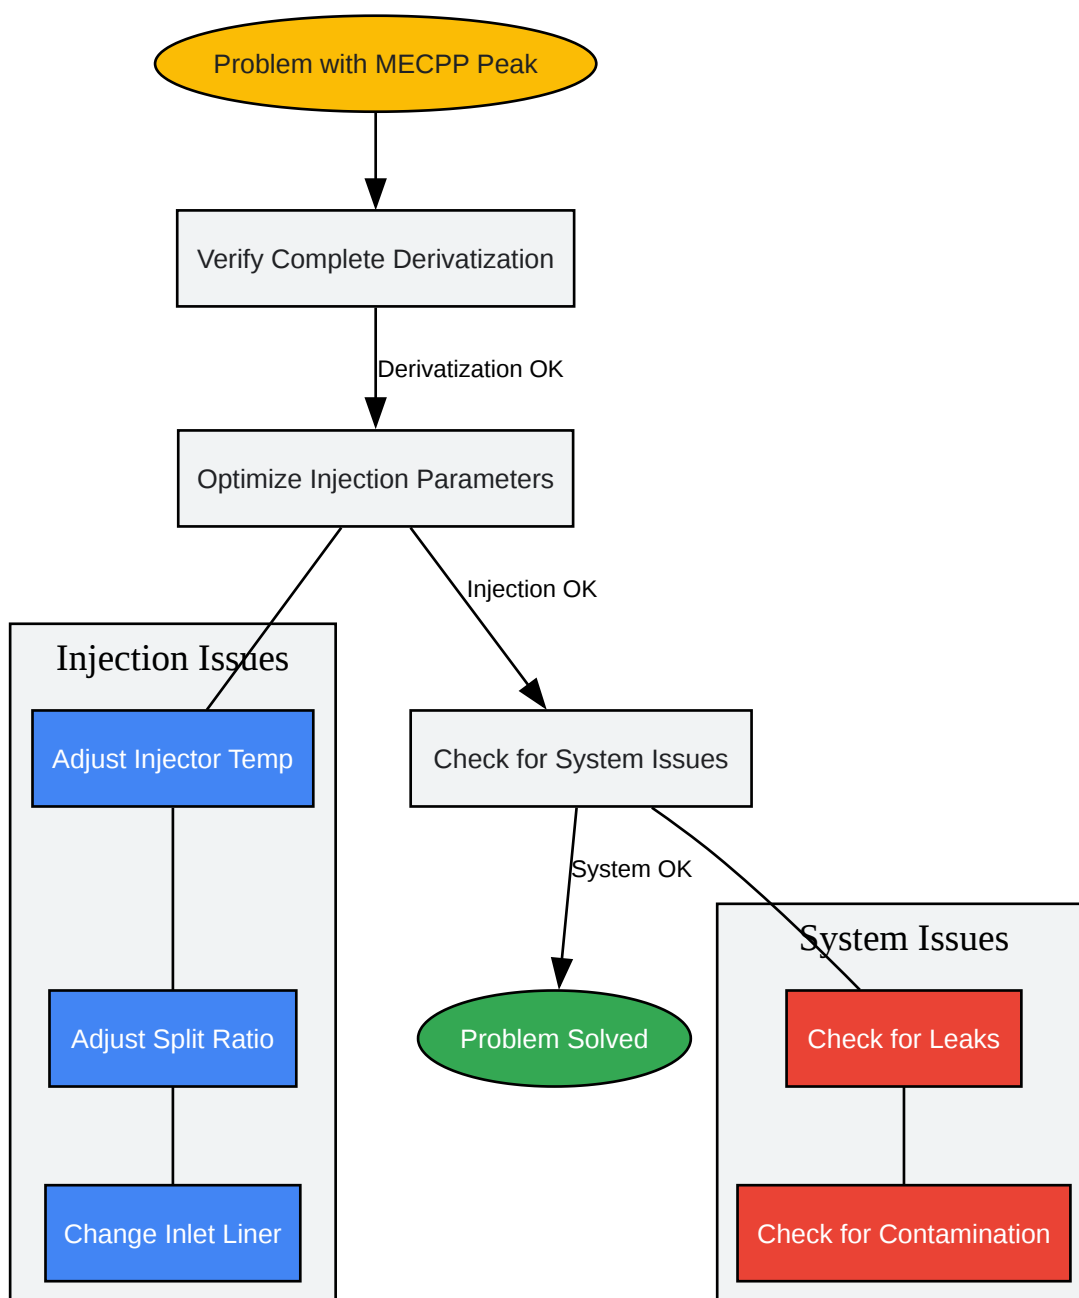 Problem with MECPP Peak
Verify Complete Derivatization
Derivatization OK
Optimize Injection Parameters
Injection OK
Injection Issues
Adjust Injector Temp
Check for System Issues
System OK
System Issues
Adjust Split Ratio
Problem Solved
Check for Leaks
Change Inlet Liner
Check for Contamination